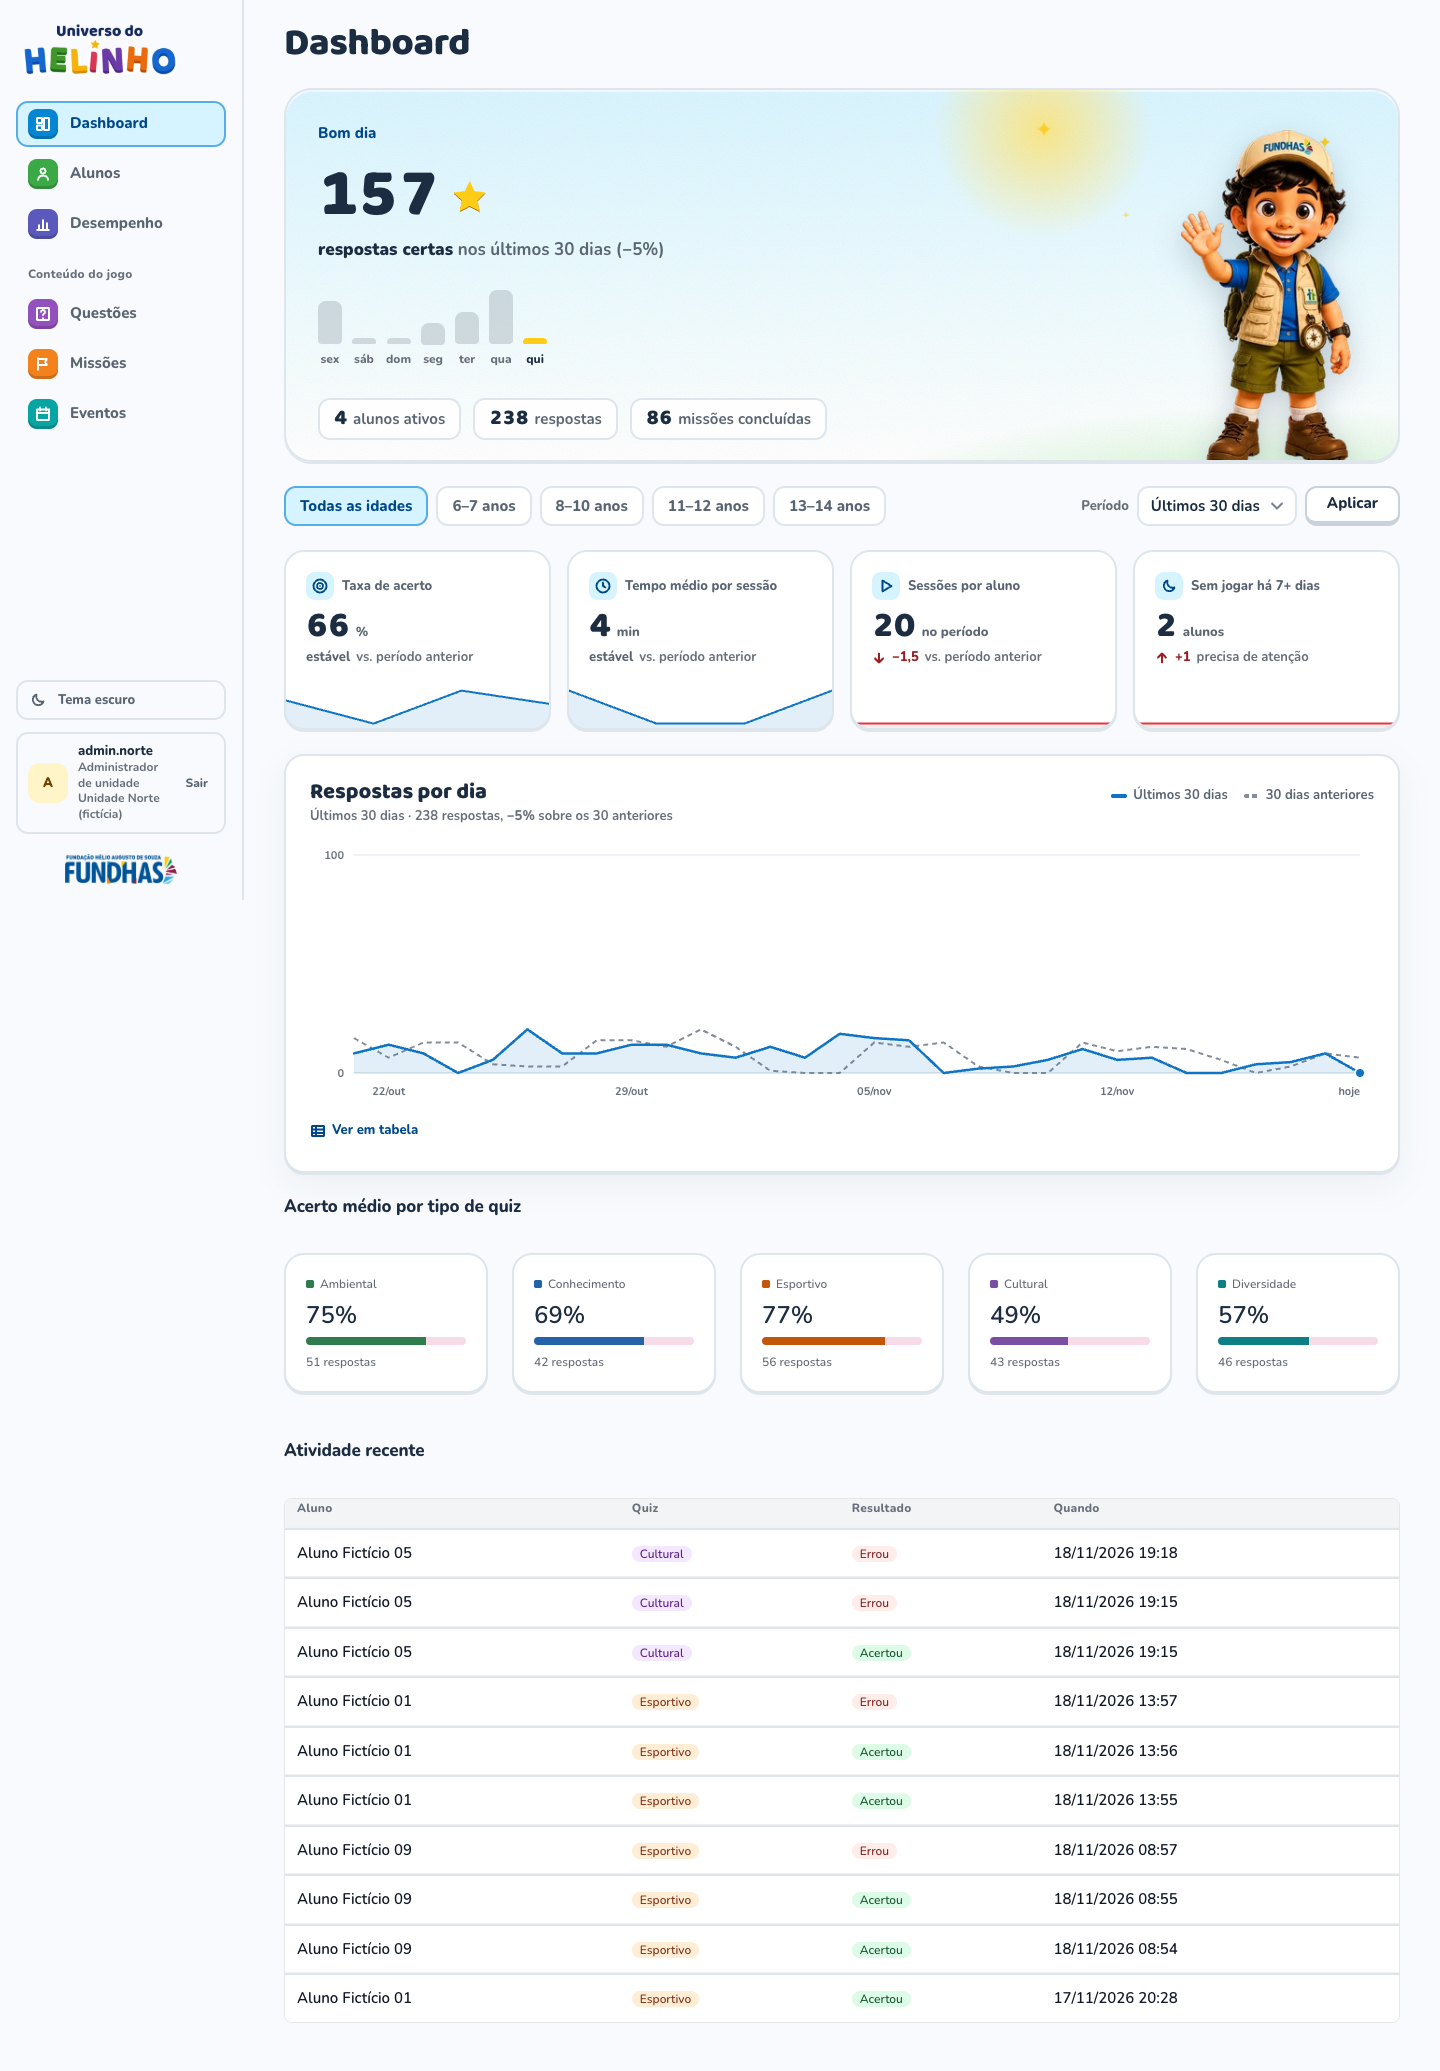 Universo do
HELINHO
Dashboard
Alunos
Desempenho
Conteúdo do jogo
Questões
Missões
Eventos
Tema escuro
A
admin.norte
Administrador
de unidade
Unidade Norte
(fictícia)
Sair
FUNDAÇÃO HÉLIO AUGUSTO DE SOUZA
FUNDHAS
Dashboard
Bom dia
157
respostas certas nos últimos 30 dias (−5%)
sex sáb dom seg ter qua qui
4 alunos ativos 238 respostas 86 missões concluídas
FUNDHAS
Todas as idades 6–7 anos 8–10 anos 11–12 anos 13–14 anos Período Últimos 30 dias Aplicar
Taxa de acerto
66 %
estável vs. período anterior
Tempo médio por sessão
4 min
estável vs. período anterior
Sessões por aluno
20 no período
−1,5 vs. período anterior
Sem jogar há 7+ dias
2 alunos
+1 precisa de atenção
Respostas por dia
Últimos 30 dias · 238 respostas, −5% sobre os 30 anteriores
Últimos 30 dias 30 dias anteriores
100
0
22/out 29/out 05/nov 12/nov hoje
Ver em tabela
Acerto médio por tipo de quiz
Ambiental
75%
51 respostas
Conhecimento
69%
42 respostas
Esportivo
77%
56 respostas
Cultural
49%
43 respostas
Diversidade
57%
46 respostas
Atividade recente
Aluno Quiz Resultado Quando
Aluno Fictício 05 Cultural Errou 18/11/2026 19:18
Aluno Fictício 05 Cultural Errou 18/11/2026 19:15
Aluno Fictício 05 Cultural Acertou 18/11/2026 19:15
Aluno Fictício 01 Esportivo Errou 18/11/2026 13:57
Aluno Fictício 01 Esportivo Acertou 18/11/2026 13:56
Aluno Fictício 01 Esportivo Acertou 18/11/2026 13:55
Aluno Fictício 09 Esportivo Errou 18/11/2026 08:57
Aluno Fictício 09 Esportivo Acertou 18/11/2026 08:55
Aluno Fictício 09 Esportivo Acertou 18/11/2026 08:54
Aluno Fictício 01 Esportivo Acertou 17/11/2026 20:28